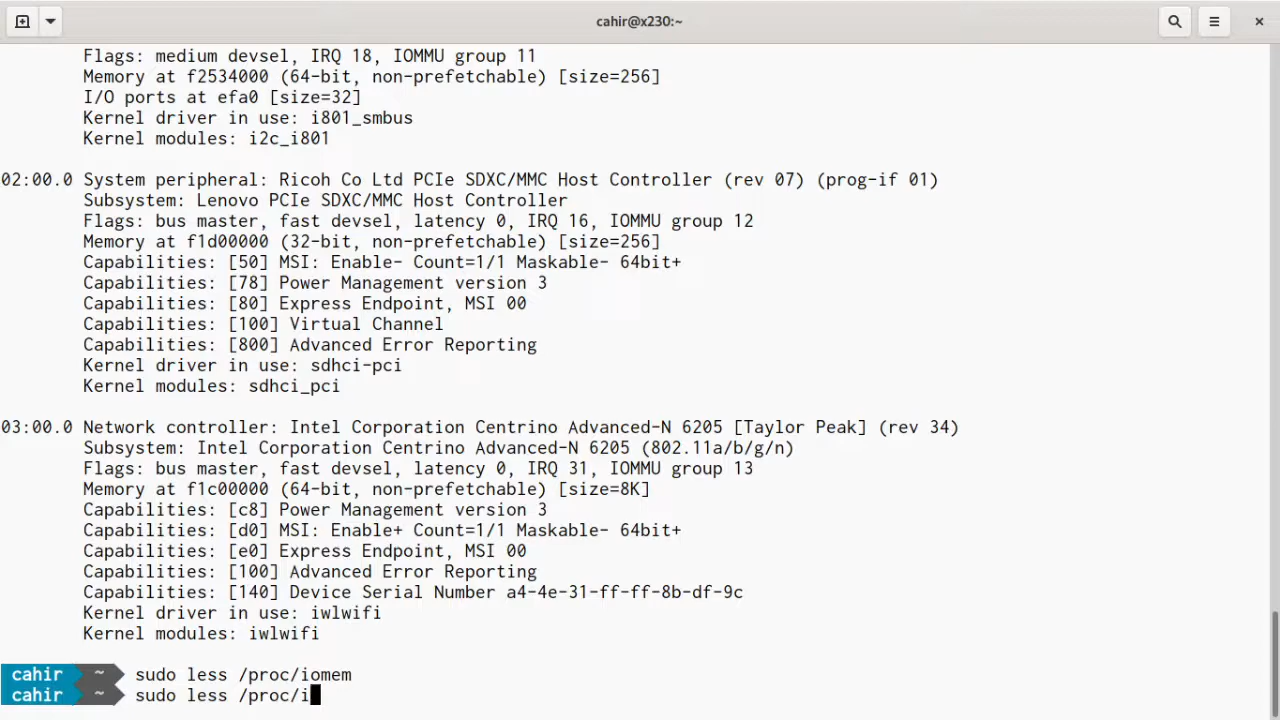 cahir@x230:~
Flags: medium devsel, IRQ 18, IOMMU group 11
Memory at f2534000 (64-bit, non-prefetchable) [size=256]
I/O ports at efa0 [size=32]
Kernel driver in use: i801_smbus
Kernel modules: i2c_i801
02:00.0 System peripheral: Ricoh Co Ltd PCIe SDXC/MMC Host Controller (rev 07) (prog-if 01)
Subsystem: Lenovo PCIe SDXC/MMC Host Controller
Flags: bus master, fast devsel, latency 0, IRQ 16, IOMMU group 12
Memory at f1d00000 (32-bit, non-prefetchable) [size=256]
Capabilities: [50] MSI: Enable- Count=1/1 Maskable- 64bit+
Capabilities: [78] Power Management version 3
Capabilities: [80] Express Endpoint, MSI 00
Capabilities: [100] Virtual Channel
Capabilities: [800] Advanced Error Reporting
Kernel driver in use: sdhci-pci
Kernel modules: sdhci_pci
03:00.0 Network controller: Intel Corporation Centrino Advanced-N 6205 [Taylor Peak] (rev 34)
Subsystem: Intel Corporation Centrino Advanced-N 6205 (802.11a/b/g/n)
Flags: bus master, fast devsel, latency 0, IRQ 31, IOMMU group 13
Memory at f1c00000 (64-bit, non-prefetchable) [size=8K]
Capabilities: [c8] Power Management version 3
Capabilities: [d0] MSI: Enable+ Count=1/1 Maskable- 64bit+
Capabilities: [e0] Express Endpoint, MSI 00
Capabilities: [100] Advanced Error Reporting
Capabilities: [140] Device Serial Number a4-4e-31-ff-ff-8b-df-9c
Kernel driver in use: iwlwifi
Kernel modules: iwlwifi
cahir ~ sudo less /proc/iomem
cahir ~ sudo less /proc/i